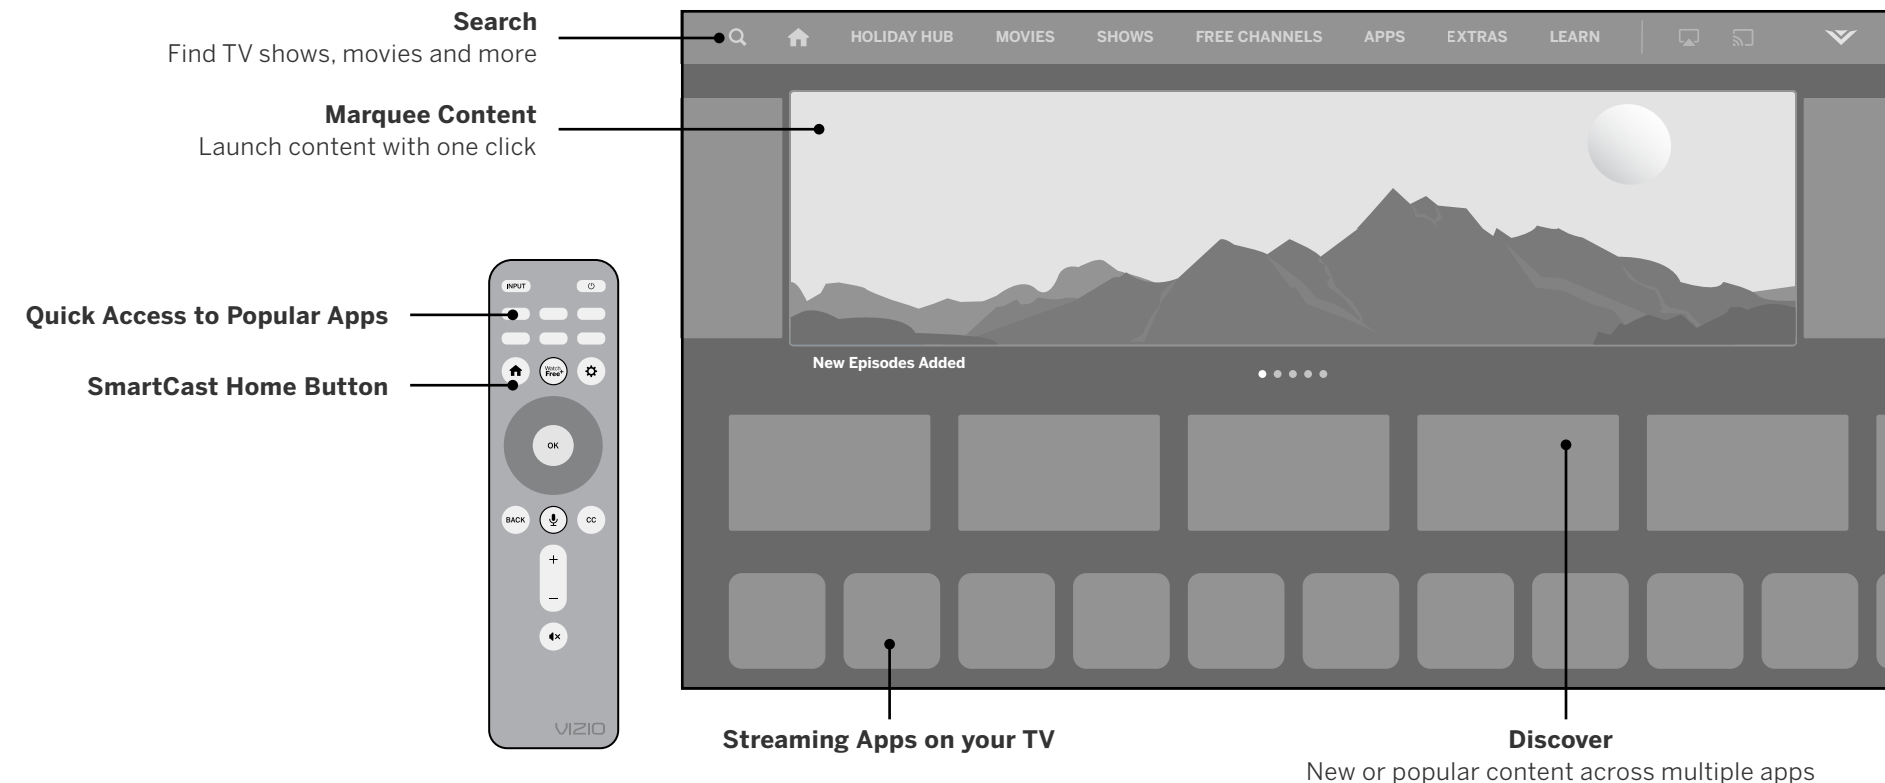 Search
Find TV shows, movies and more
Marquee Content
Launch content with one click
HOLIDAY HUB MOVIES SHOWS FREE CHANNELS APPS EXTRAS LEARN
New Episodes Added
Quick Access to Popular Apps
SmartCast Home Button
INPUT
Watch
Free+
OK
BACK
CC
+
–
VIZIO
Streaming Apps on your TV
Discover
New or popular content across multiple apps